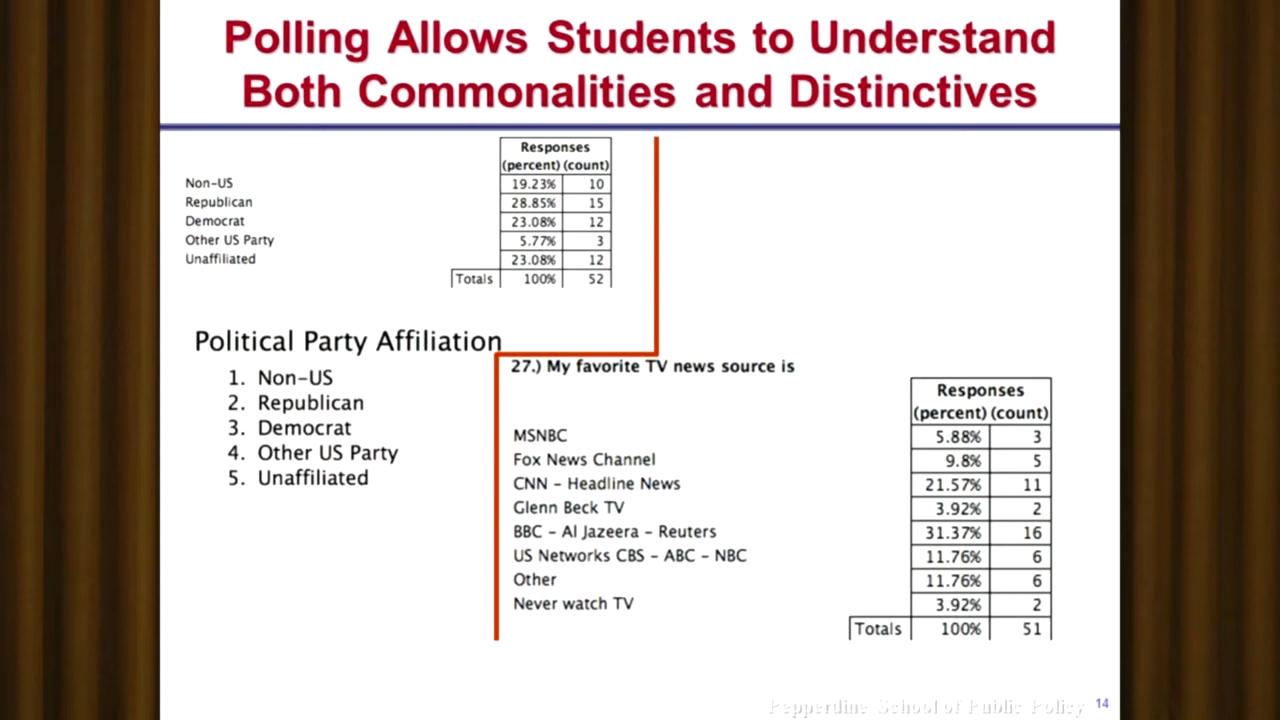 Polling Allows Students to Understand
Both Commonalities and Distinctives
Responses
(percent) (count)
Non-US 19.23% 10
Republican 28.85% 15
Democrat 23.08% 12
Other US Party 5.77% 3
Unaffiliated 23.08% 12
Totals 100% 52
Political Party Affiliation
1. Non-US
2. Republican
3. Democrat
4. Other US Party
5. Unaffiliated
27.) My favorite TV news source is
Responses
(percent) (count)
MSNBC 5.88% 3
Fox News Channel 9.8% 5
CNN - Headline News 21.57% 11
Glenn Beck TV 3.92% 2
BBC - Al Jazeera - Reuters 31.37% 16
US Networks CBS - ABC - NBC 11.76% 6
Other 11.76% 6
Never watch TV 3.92% 2
Totals 100% 51
Pepperdine School of Public Policy 14